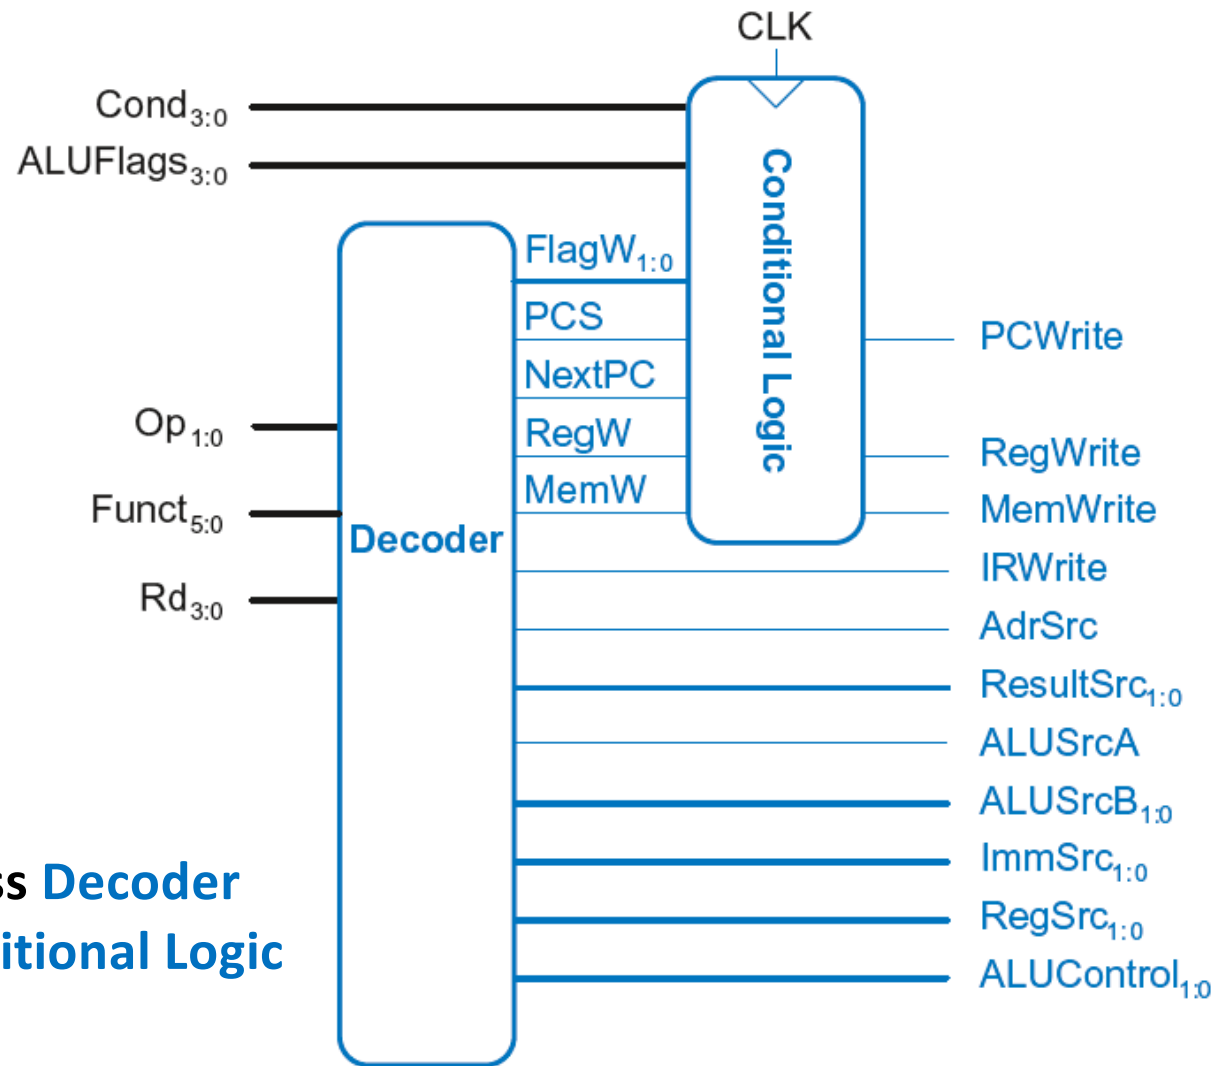 CLK
Cond3:0
ALUFlags3:0
Conditional Logic
FlagW1:0
PCS
PCWrite
NextPC
Op1:0
RegW
RegWrite
MemW
MemWrite
Funct5:0
Decoder
IRWrite
Rd3:0
AdrSrc
ResultSrc1:0
ALUSrcA
ALUSrcB1:0
ImmSrc1:0
ss Decoder
RegSrc1:0
itional Logic
ALUControl1:0